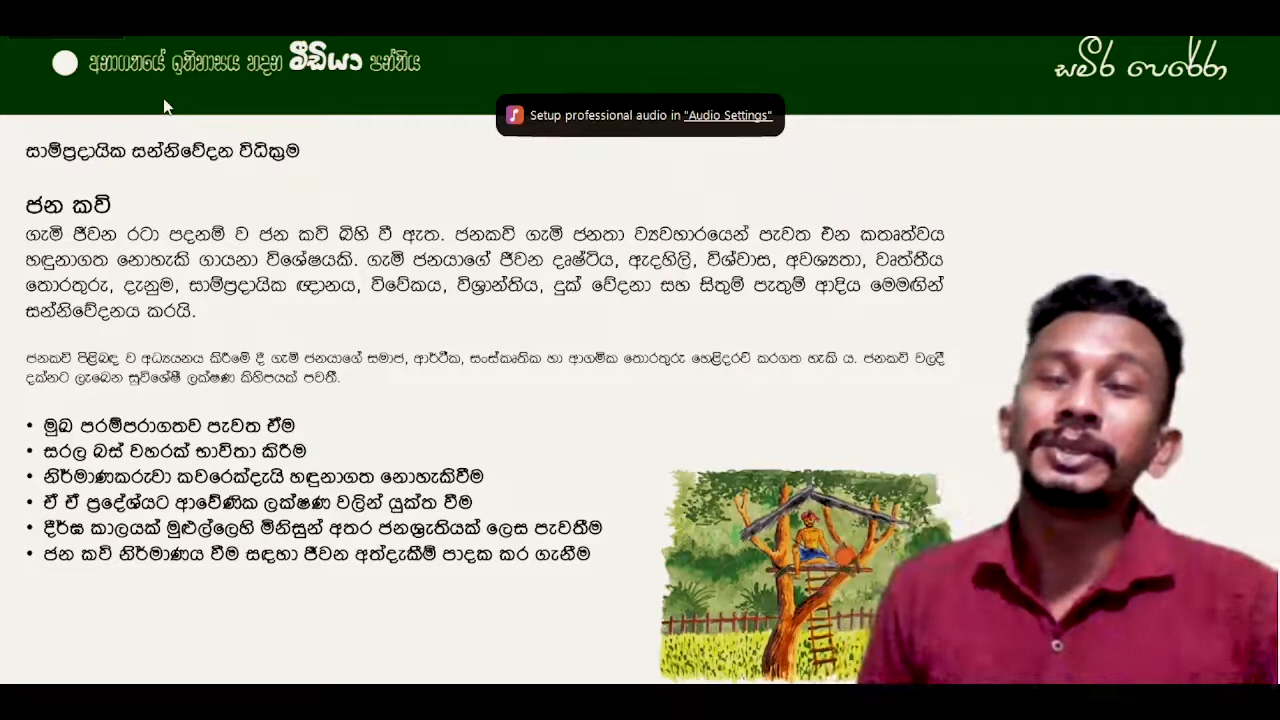 අනාගතයේ ඉතිහාසය හදන මීඩියා පන්තිය
සමීර පෙරේරා
Setup professional audio in "Audio Settings"
සාම්ප්‍රදායික සන්නිවේදන විධික්‍රම
ජන කවි
ගැමි ජීවන රටා පදනම් ව ජන කවි බිහි වී ඇත. ජනකවි ගැමි ජනතා ව්‍යවහාරයෙන් පැවත එන කතෘත්වය
හඳුනාගත නොහැකි ගායනා විශේෂයකි. ගැමි ජනයාගේ ජීවන දෘෂ්ටිය, ඇදහිලි, විශ්වාස, අවශ්‍යතා, වෘත්තීය
තොරතුරු, දැනුම, සාම්ප්‍රදායික ඥානය, විවේකය, විශ්‍රාන්තිය, දුක් වේදනා සහ සිතුම් පැතුම් ආදිය මෙමඟින්
සන්නිවේදනය කරයි.
ජනකවි පිළිබඳ ව අධ්‍යයනය කිරීමේ දී ගැමි ජනයාගේ සමාජ, ආර්ථික, සංස්කෘතික හා ආගමික තොරතුරු හෙළිදරව් කරගත හැකි ය. ජනකවි වලදී
දක්නට ලැබෙන සුවිශේෂී ලක්ෂණ කිහිපයක් පවතී.
• මුඛ පරම්පරාගතව පැවත ඒම
• සරල බස් වහරක් භාවිතා කිරීම
• නිර්මාණකරුවා කවරෙක්දැයි හඳුනාගත නොහැකිවීම
• ඒ ඒ ප්‍රදේශ්යට ආවේණික ලක්ෂණ වලින් යුක්ත වීම
• දීර්ඝ කාලයක් මුළුල්ලෙහි මිනිසුන් අතර ජනශ්‍රැතියක් ලෙස පැවතීම
• ජන කවි නිර්මාණය වීම සඳහා ජීවන අත්දැකීම් පාදක කර ගැනීම